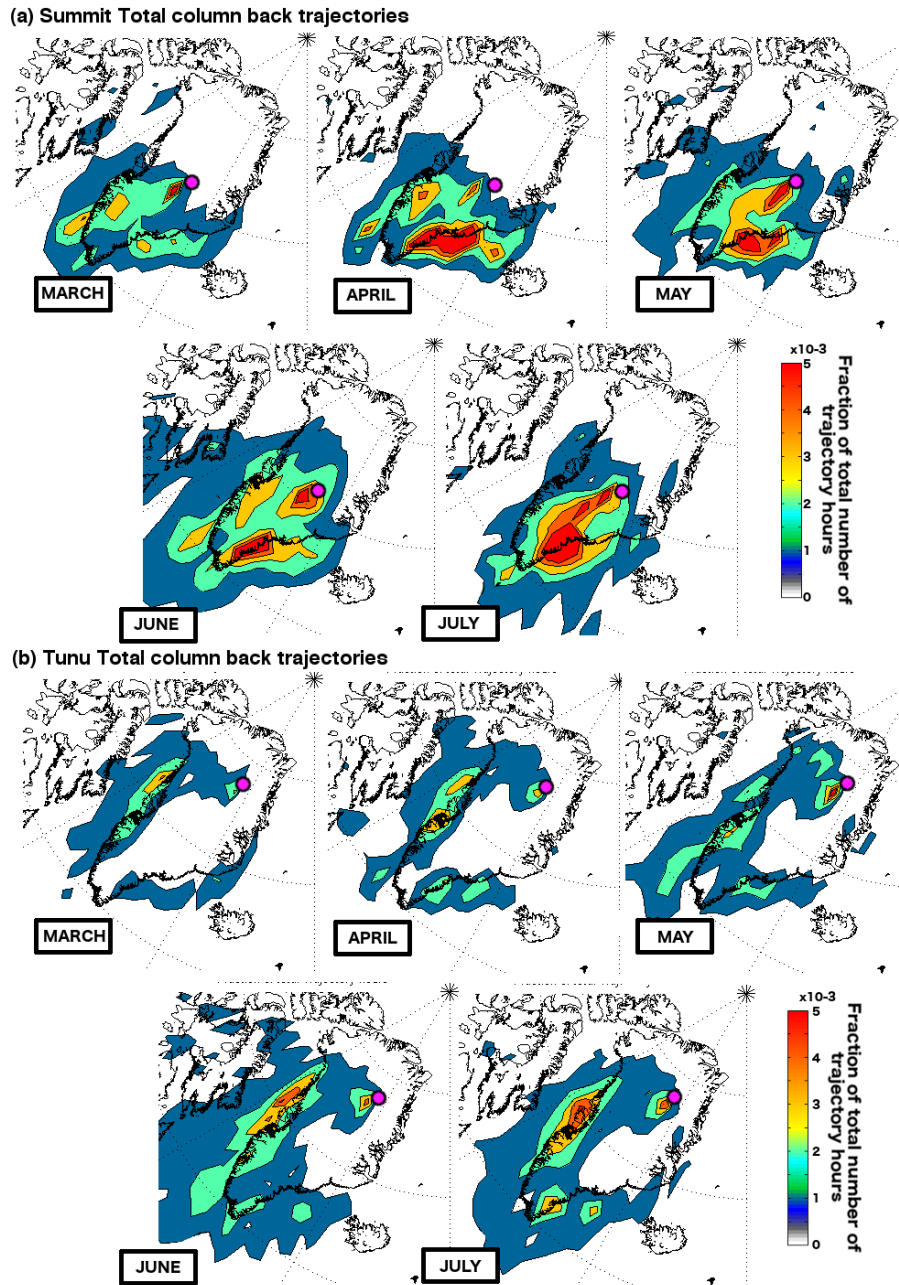 (a) Summit Total column back trajectories
MARCH
APRIL
MAY
JUNE
JULY
x10-3
5
4
3
2
1
0
Fraction of total number of
trajectory hours
(b) Tunu Total column back trajectories
MARCH
APRIL
MAY
JUNE
JULY
x10-3
5
4
3
2
1
0
Fraction of total number of
trajectory hours